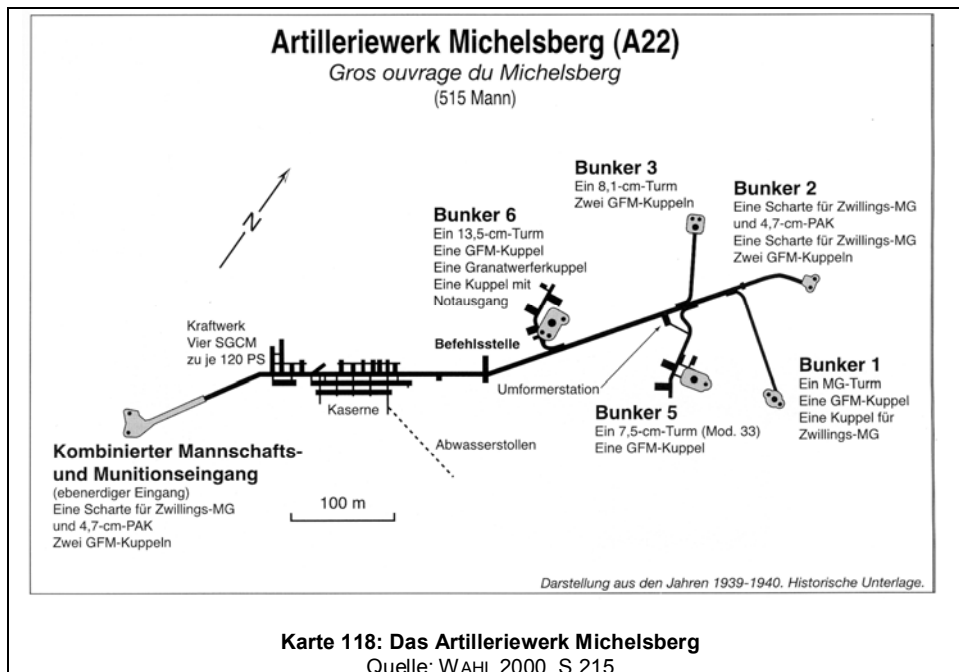 Artilleriewerk Michelsberg (A22)
Gros ouvrage du Michelsberg
(515 Mann)
N
Bunker 3
Ein 8,1-cm-Turm
Zwei GFM-Kuppeln
Bunker 2
Eine Scharte für Zwillings-MG
und 4,7-cm-PAK
Eine Scharte für Zwillings-MG
Zwei GFM-Kuppeln
Bunker 6
Ein 13,5-cm-Turm
Eine GFM-Kuppel
Eine Granatwerferkuppel
Eine Kuppel mit
Notausgang
Kraftwerk
Vier SGCM
zu je 120 PS
Befehlsstelle
Umformerstation
Kaserne
Abwasserstollen
Bunker 1
Ein MG-Turm
Eine GFM-Kuppel
Eine Kuppel für
Zwillings-MG
Bunker 5
Ein 7,5-cm-Turm (Mod. 33)
Eine GFM-Kuppel
Kombinierter Mannschafts-
und Munitionseingang
(ebenerdiger Eingang)
Eine Scharte für Zwillings-MG
und 4,7-cm-PAK
Zwei GFM-Kuppeln
100 m
Darstellung aus den Jahren 1939-1940. Historische Unterlage.
Karte 118: Das Artilleriewerk Michelsberg
Quelle: WAHL 2000, S.215